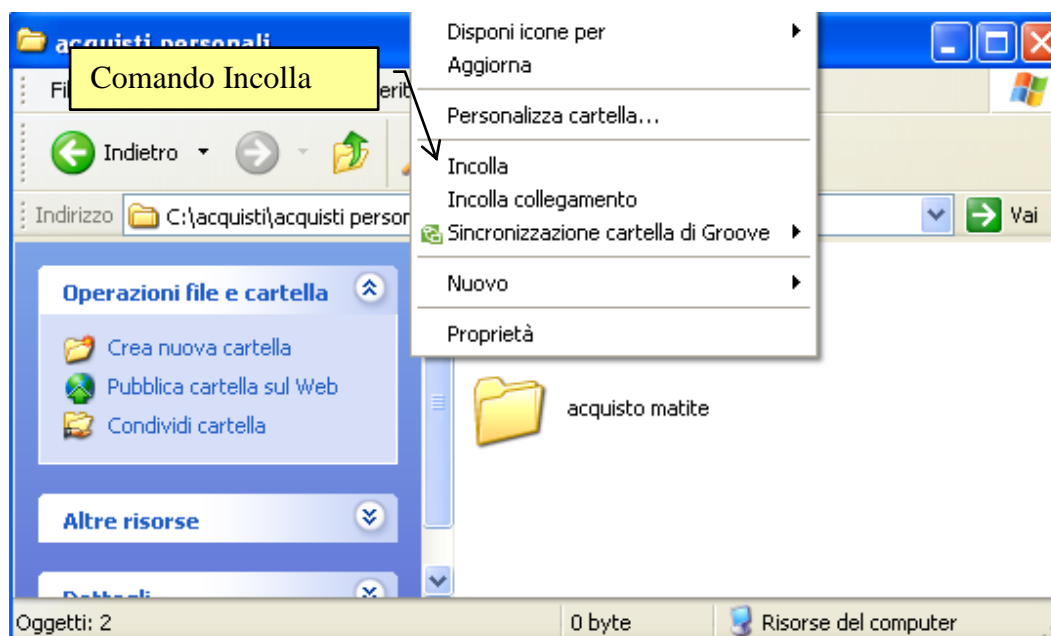 acquisti personali
Comando Incolla
Indietro
Indirizzo C:\acquisti\acquisti person Vai
Disponi icone per
Aggiorna
Personalizza cartella...
Incolla
Incolla collegamento
Sincronizzazione cartella di Groove
Nuovo
Proprietà
Operazioni file e cartella
Crea nuova cartella
Pubblica cartella sul Web
Condividi cartella
Altre risorse
Dettagli
acquisto matite
Oggetti: 2 0 byte Risorse del computer